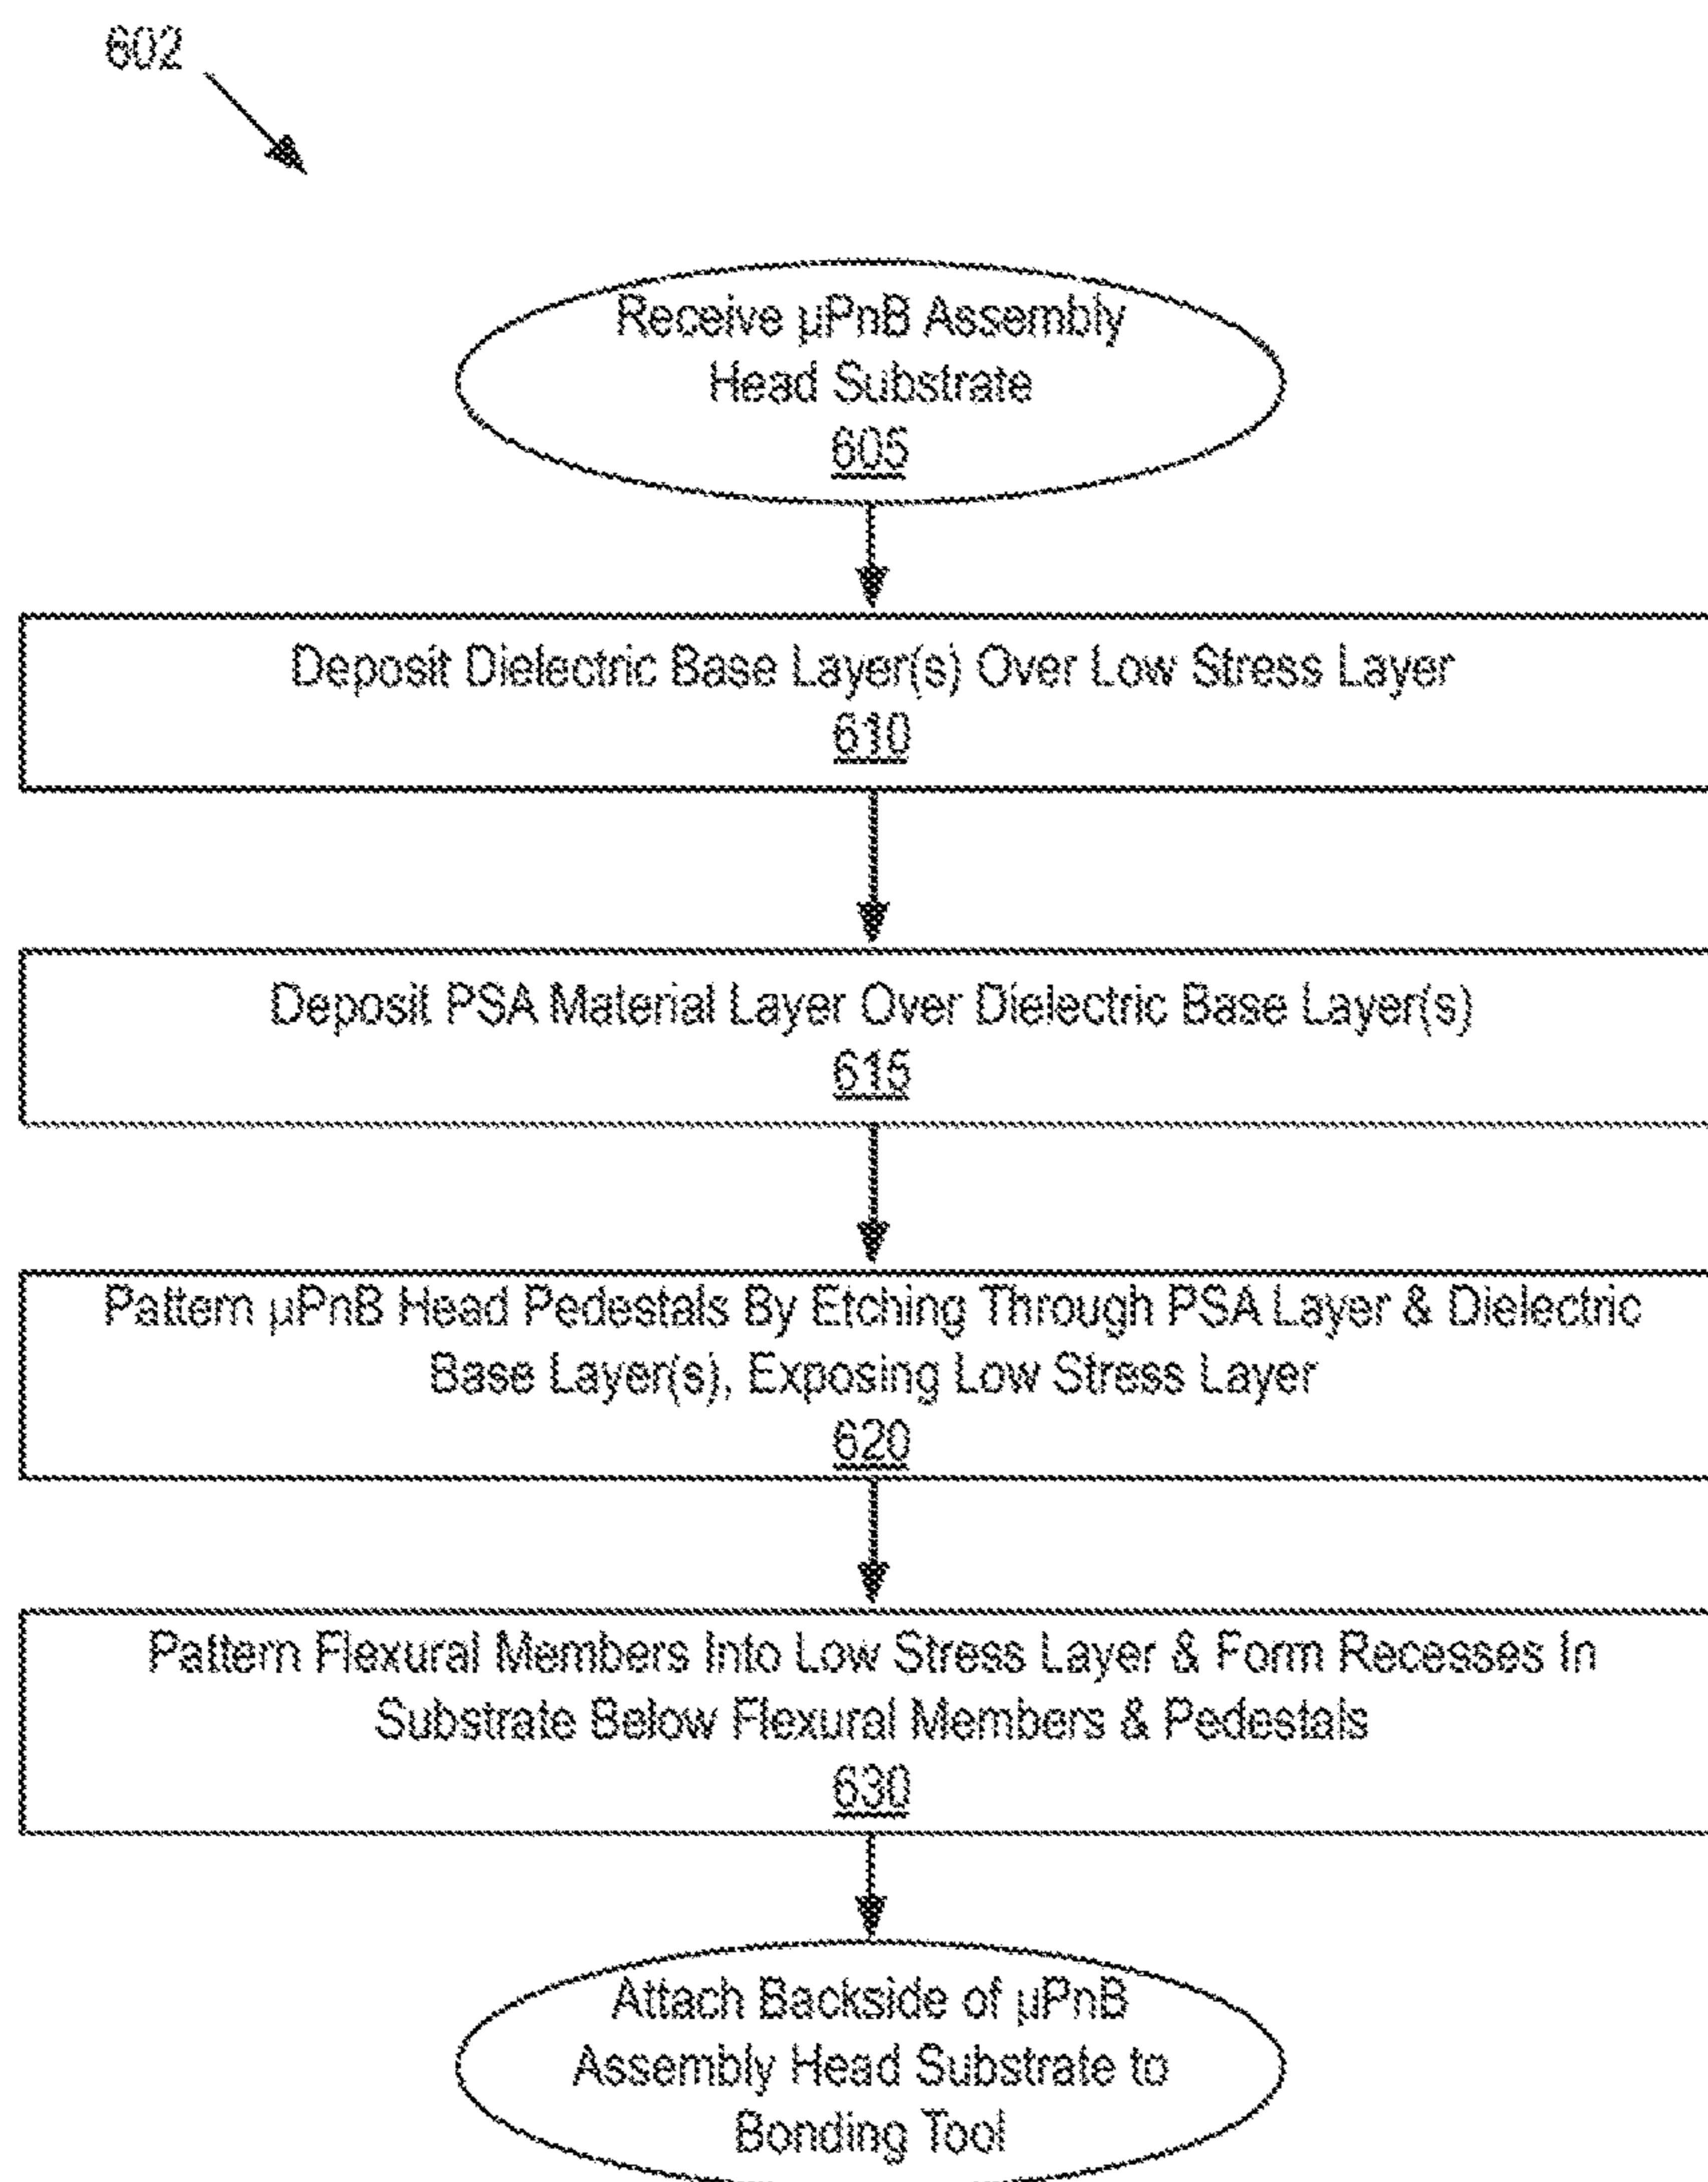 602
Receive µPnB Assembly
Head Substrate
605
Deposit Dielectric Base Layer(s) Over Low Stress Layer
610
Deposit PSA Material Layer Over Dielectric Base Layer(s)
615
Pattern µPnB Head Pedestals By Etching Through PSA Layer & Dielectric
Base Layer(s), Exposing Low Stress Layer
620
Pattern Flexural Members Into Low Stress Layer & Form Recesses In
Substrate Below Flexural Members & Pedestals
630
Attach Backside of µPnB
Assembly Head Substrate to
Bonding Tool